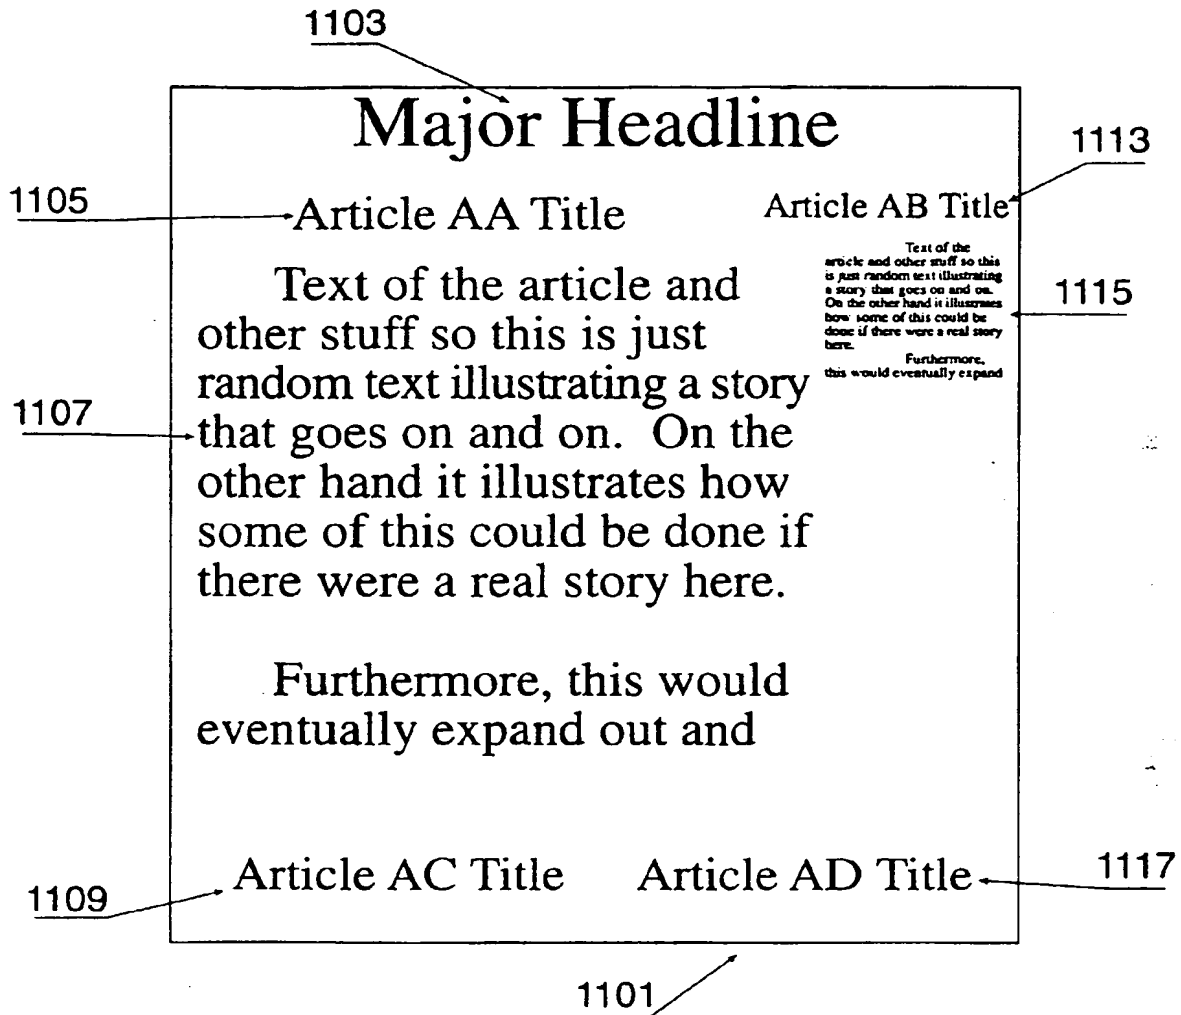 1103
Major Headline
1113
1105
Article AA Title
Article AB Title
Text of the article and
other stuff so this is just
random text illustrating a story
that goes on and on. On the
other hand it illustrates how
some of this could be done if
there were a real story here.
Furthermore, this would
eventually expand out and
1107
Text of the
article and other stuff so this
is just random text illustrating
a story that goes on and on.
On the other hand it illustrates
how some of this could be
done if there were a real story
here.
Furthermore,
this would eventually expand
1115
Article AC Title
Article AD Title
1109
1117
1101